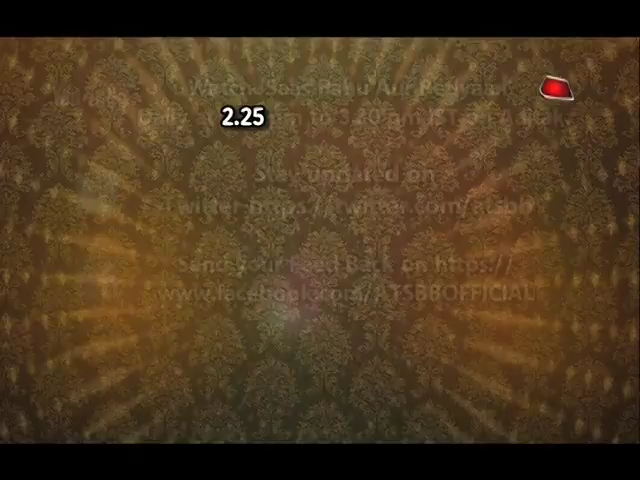 Watch Saas Bahu Aur Betiyaan
2.25
Stay updated on
Twitter-https://twitter.com/atsbb
Send your Feed Back on https://
www.facebook.com/ATSBBOFFICIAL